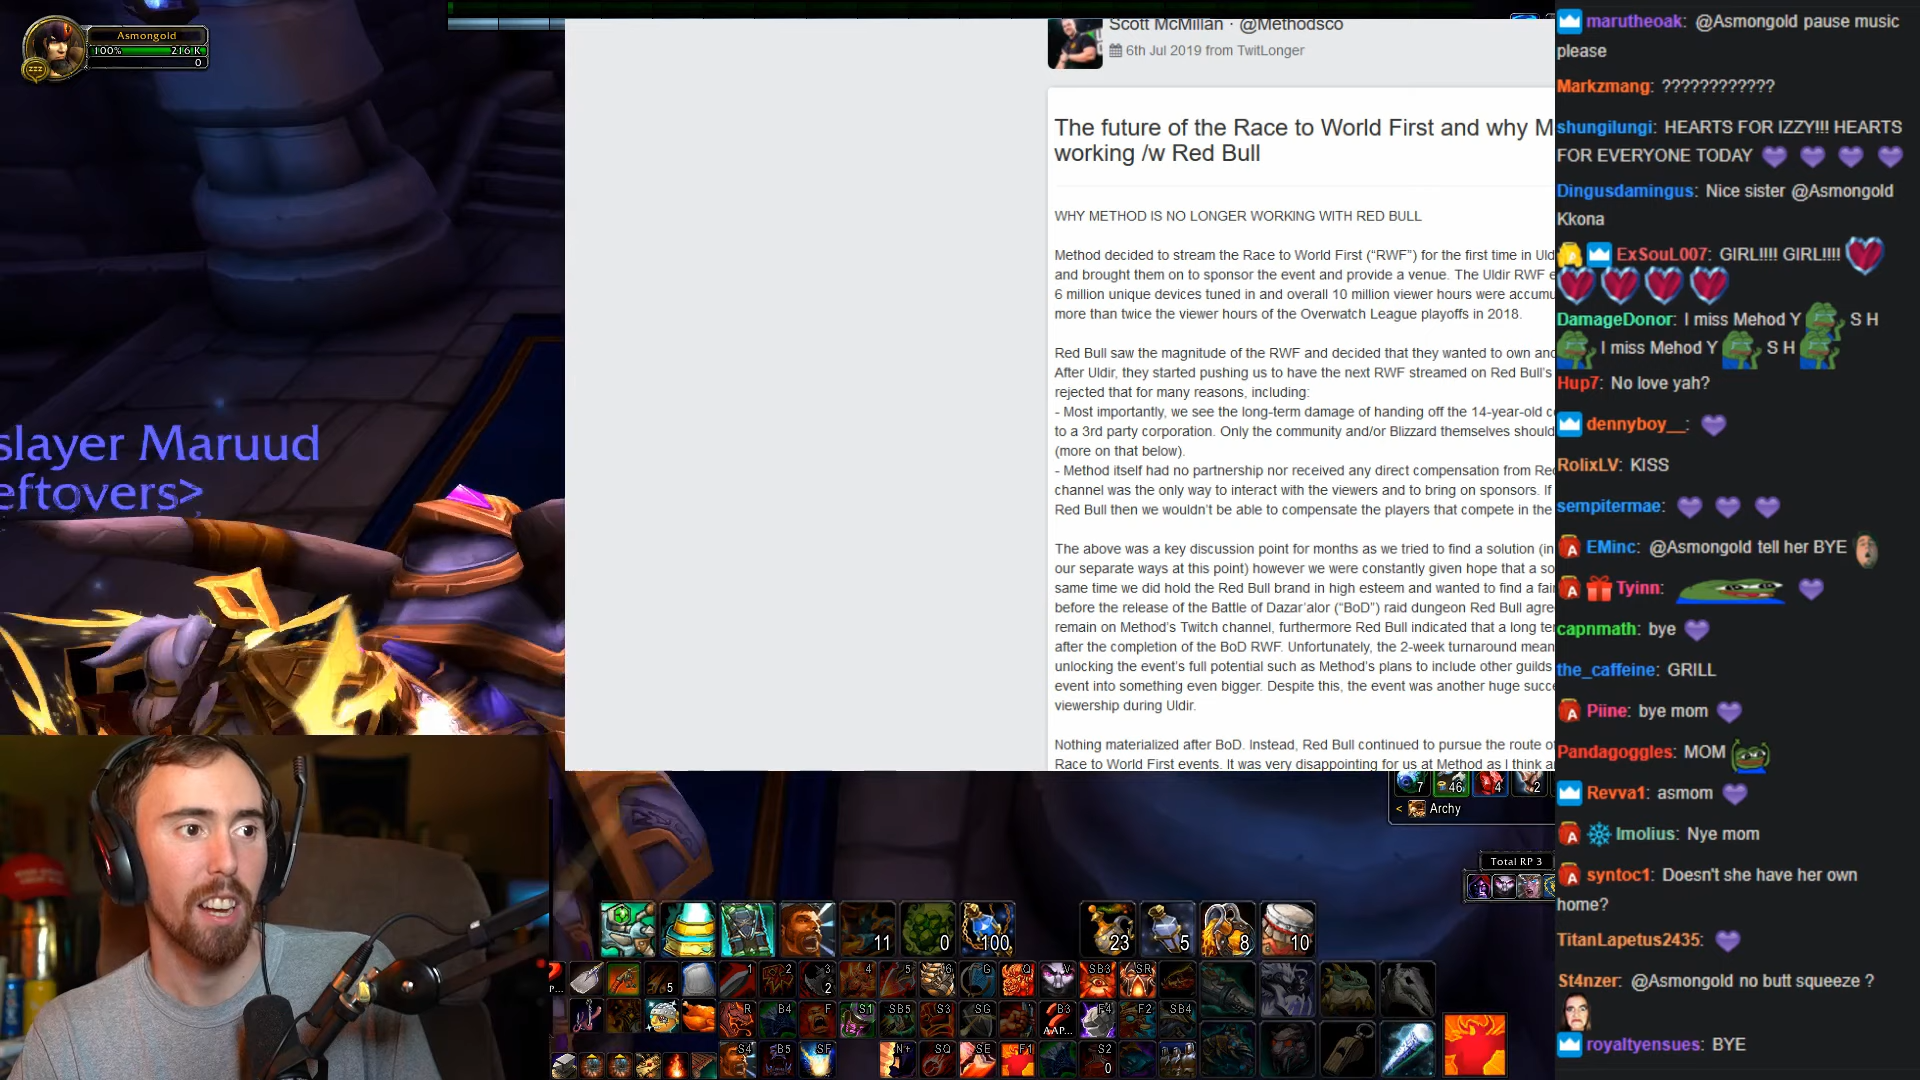 Asmongold
100%
216 K
0
slayer Maruud
eftovers>
Scott McMillan · @Methodsco
6th Jul 2019 from TwitLonger
The future of the Race to World First and why M
working /w Red Bull
WHY METHOD IS NO LONGER WORKING WITH RED BULL
Method decided to stream the Race to World First (“RWF”) for the first time in Uld
and brought them on to sponsor the event and provide a venue. The Uldir RWF e
6 million unique devices tuned in and overall 10 million viewer hours were accumu
more than twice the viewer hours of the Overwatch League playoffs in 2018.
Red Bull saw the magnitude of the RWF and decided that they wanted to own and
After Uldir, they started pushing us to have the next RWF streamed on Red Bull's
rejected that for many reasons, including:
- Most importantly, we see the long-term damage of handing off the 14-year-old c
to a 3rd party corporation. Only the community and/or Blizzard themselves should
(more on that below).
- Method itself had no partnership nor received any direct compensation from Red
channel was the only way to interact with the viewers and to bring on sponsors. If
Red Bull then we wouldn't be able to compensate the players that compete in the
The above was a key discussion point for months as we tried to find a solution (in
our separate ways at this point) however we were constantly given hope that a so
same time we did hold the Red Bull brand in high esteem and wanted to find a fair
before the release of the Battle of Dazar'alor (“BoD”) raid dungeon Red Bull agre
remain on Method's Twitch channel, furthermore Red Bull indicated that a long ter
after the completion of the BoD RWF. Unfortunately, the 2-week turnaround mean
unlocking the event's full potential such as Method's plans to include other guilds
event into something even bigger. Despite this, the event was another huge succe
viewership during Uldir.
Nothing materialized after BoD. Instead, Red Bull continued to pursue the route of
Race to World First events. It was very disappointing for us at Method as I think a
7 46 4 2
< Archy
Total RP 3
11 0 100 23 5 8 10
marutheoak: @Asmongold pause music
please
Markzmang: ????????????
shungilungi: HEARTS FOR IZZY!!! HEARTS
FOR EVERYONE TODAY
Dingusdamingus: Nice sister @Asmongold
Kkona
ExSouL007: GIRL!!!! GIRL!!!!
DamageDonor: I miss Mehod Y S H
I miss Mehod Y S H
Hup7: No love yah?
dennyboy__:
RolixLV: KISS
sempitermae:
EMinc: @Asmongold tell her BYE
Tyinn:
capnmath: bye
the_caffeine: GRILL
Piine: bye mom
Pandagoggles: MOM
Revva1: asmom
Imolius: Nye mom
syntoc1: Doesn't she have her own
home?
TitanLapetus2435:
St4nzer: @Asmongold no butt squeeze ?
royaltyensues: BYE